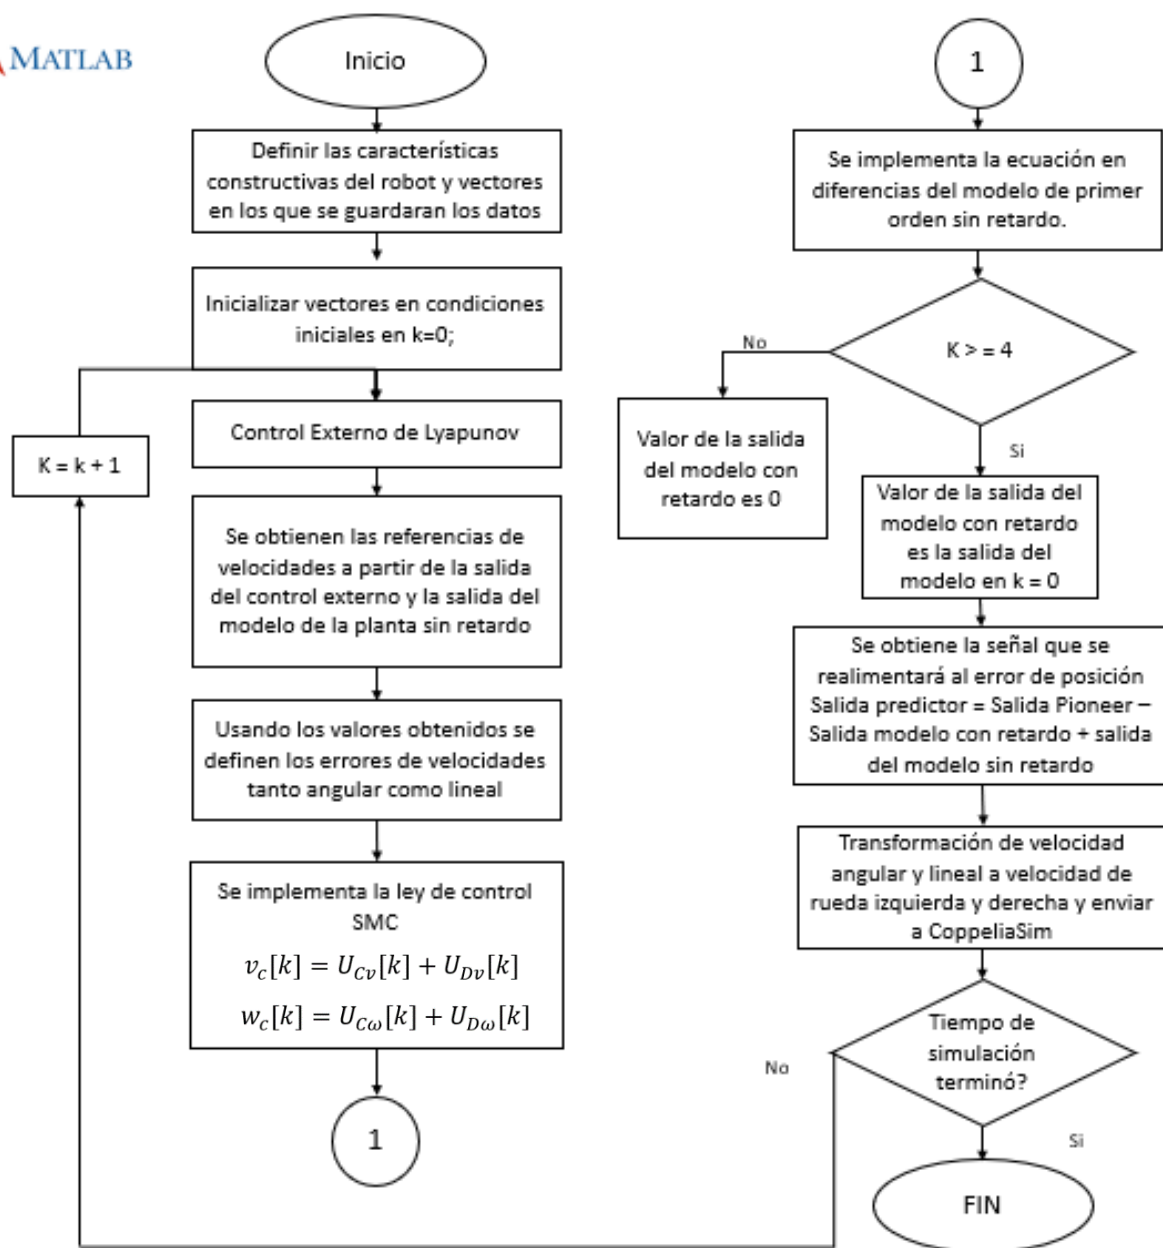 MATLAB
Inicio
Definir las características
constructivas del robot y vectores
en los que se guardaran los datos
Inicializar vectores en condiciones
iniciales en k=0;
Control Externo de Lyapunov
K = k + 1
Se obtienen las referencias de
velocidades a partir de la salida
del control externo y la salida del
modelo de la planta sin retardo
Usando los valores obtenidos se
definen los errores de velocidades
tanto angular como lineal
Se implementa la ley de control
SMC
v_c[k] = U_{Cv}[k] + U_{Dv}[k]
w_c[k] = U_{Cω}[k] + U_{Dω}[k]
1
1
Se implementa la ecuación en
diferencias del modelo de primer
orden sin retardo.
K > = 4
No
Valor de la salida
del modelo con
retardo es 0
Si
Valor de la salida del
modelo con retardo
es la salida del
modelo en k = 0
Se obtiene la señal que se
realimentará al error de posición
Salida predictor = Salida Pioneer –
Salida modelo con retardo + salida
del modelo sin retardo
Transformación de velocidad
angular y lineal a velocidad de
rueda izquierda y derecha y enviar
a CoppeliaSim
Tiempo de
simulación
terminó?
No
Si
FIN